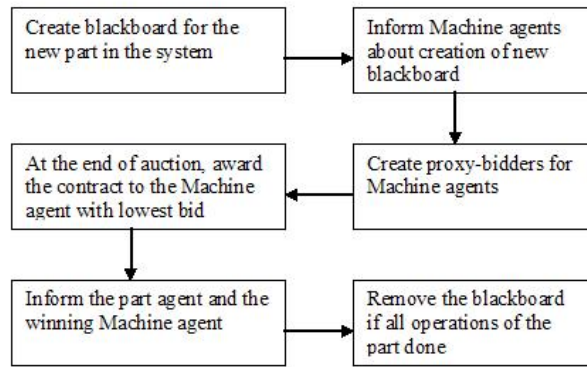 Create blackboard for the
new part in the system
Inform Machine agents
about creation of new
blackboard
Create proxy-bidders for
Machine agents
At the end of auction, award
the contract to the Machine
agent with lowest bid
Inform the part agent and the
winning Machine agent
Remove the blackboard
if all operations of the
part done